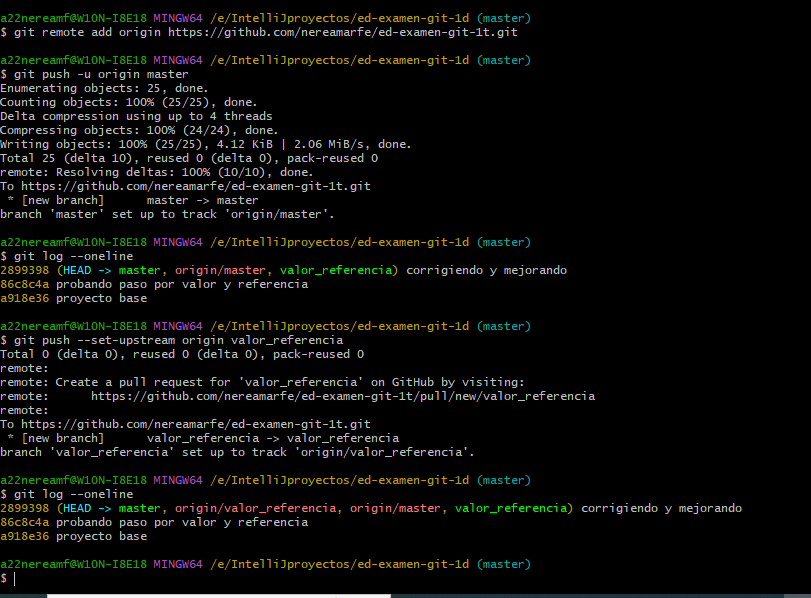 a22nereamf@W10N-I8E18 MINGW64 /e/IntelliJproyectos/ed-examen-git-1d (master)
$ git remote add origin https://github.com/nereamarfe/ed-examen-git-1t.git
a22nereamf@W10N-I8E18 MINGW64 /e/IntelliJproyectos/ed-examen-git-1d (master)
$ git push -u origin master
Enumerating objects: 25, done.
Counting objects: 100% (25/25), done.
Delta compression using up to 4 threads
Compressing objects: 100% (24/24), done.
Writing objects: 100% (25/25), 4.12 KiB | 2.06 MiB/s, done.
Total 25 (delta 10), reused 0 (delta 0), pack-reused 0
remote: Resolving deltas: 100% (10/10), done.
To https://github.com/nereamarfe/ed-examen-git-1t.git
 * [new branch]      master -> master
branch 'master' set up to track 'origin/master'.
a22nereamf@W10N-I8E18 MINGW64 /e/IntelliJproyectos/ed-examen-git-1d (master)
$ git log --oneline
2899398 (HEAD -> master, origin/master, valor_referencia) corrigiendo y mejorando
86c8c4a probando paso por valor y referencia
a918e36 proyecto base
a22nereamf@W10N-I8E18 MINGW64 /e/IntelliJproyectos/ed-examen-git-1d (master)
$ git push --set-upstream origin valor_referencia
Total 0 (delta 0), reused 0 (delta 0), pack-reused 0
remote:
remote: Create a pull request for 'valor_referencia' on GitHub by visiting:
remote:      https://github.com/nereamarfe/ed-examen-git-1t/pull/new/valor_referencia
remote:
To https://github.com/nereamarfe/ed-examen-git-1t.git
 * [new branch]      valor_referencia -> valor_referencia
branch 'valor_referencia' set up to track 'origin/valor_referencia'.
a22nereamf@W10N-I8E18 MINGW64 /e/IntelliJproyectos/ed-examen-git-1d (master)
$ git log --oneline
2899398 (HEAD -> master, origin/valor_referencia, origin/master, valor_referencia) corrigiendo y mejorando
86c8c4a probando paso por valor y referencia
a918e36 proyecto base
a22nereamf@W10N-I8E18 MINGW64 /e/IntelliJproyectos/ed-examen-git-1d (master)
$